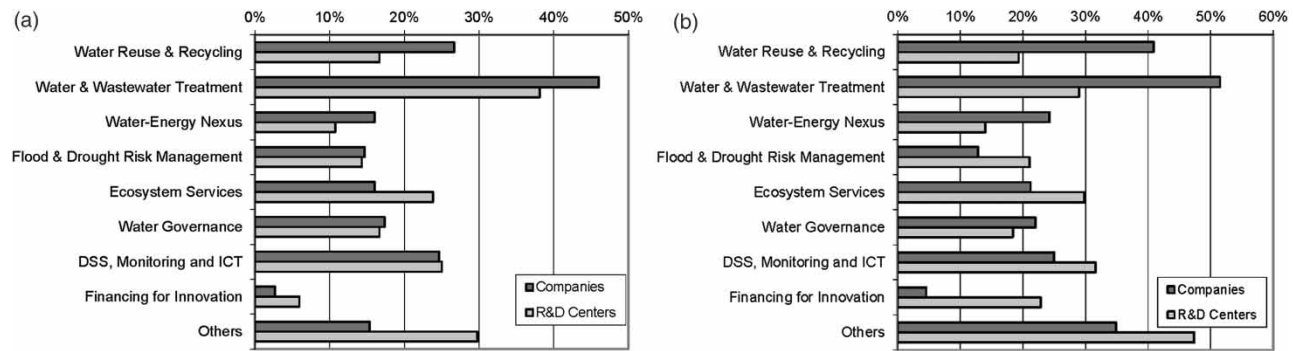 (a)
0% 10% 20% 30% 40% 50%
Water Reuse & Recycling
Water & Wastewater Treatment
Water-Energy Nexus
Flood & Drought Risk Management
Ecosystem Services
Water Governance
DSS, Monitoring and ICT
Financing for Innovation
Others
Companies
R&D Centers
(b)
0% 10% 20% 30% 40% 50% 60%
Water Reuse & Recycling
Water & Wastewater Treatment
Water-Energy Nexus
Flood & Drought Risk Management
Ecosystem Services
Water Governance
DSS, Monitoring and ICT
Financing for Innovation
Others
Companies
R&D Centers